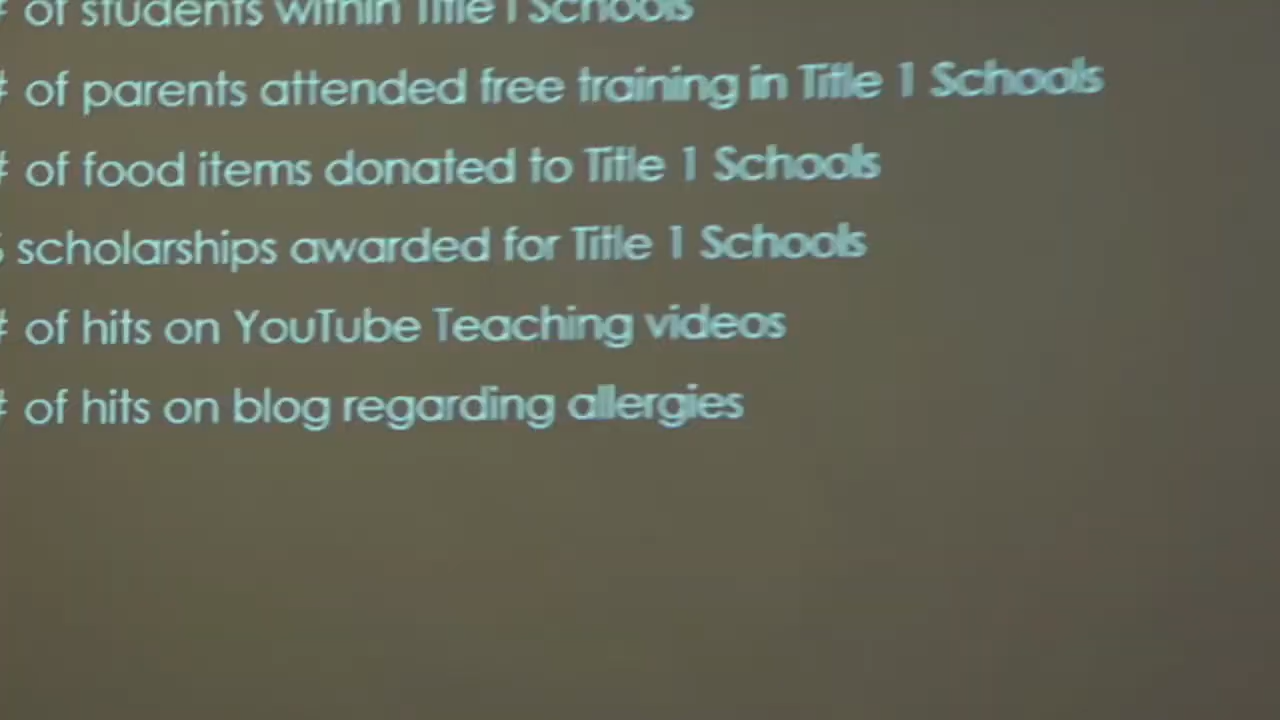 # of students within Title 1 Schools
# of parents attended free training in Title 1 Schools
# of food items donated to Title 1 Schools
scholarships awarded for Title 1 Schools
# of hits on YouTube Teaching videos
# of hits on blog regarding allergies